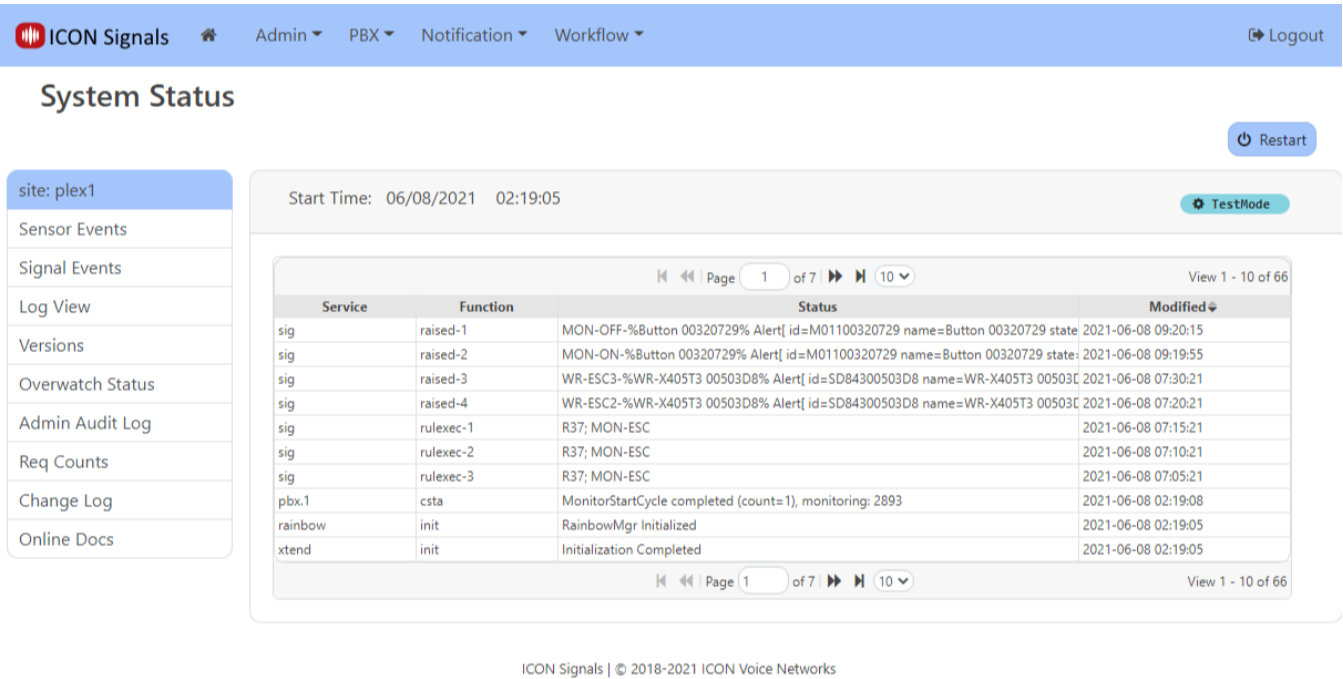 ICON Signals Admin PBX Notification Workflow Logout
System Status
Restart
site: plex1
Sensor Events
Signal Events
Log View
Versions
Overwatch Status
Admin Audit Log
Req Counts
Change Log
Online Docs
Start Time: 06/08/2021 02:19:05
TestMode
Page 1 of 7 10 View 1 - 10 of 66
Service Function Status Modified
sig raised-1 MON-OFF-%Button 00320729% Alert[ id=M01100320729 name=Button 00320729 state 2021-06-08 09:20:15
sig raised-2 MON-ON-%Button 00320729% Alert[ id=M01100320729 name=Button 00320729 state= 2021-06-08 09:19:55
sig raised-3 WR-ESC3-%WR-X405T3 00503D8% Alert[ id=SD84300503D8 name=WR-X405T3 00503D 2021-06-08 07:30:21
sig raised-4 WR-ESC2-%WR-X405T3 00503D8% Alert[ id=SD84300503D8 name=WR-X405T3 00503D 2021-06-08 07:20:21
sig rulexec-1 R37; MON-ESC 2021-06-08 07:15:21
sig rulexec-2 R37; MON-ESC 2021-06-08 07:10:21
sig rulexec-3 R37; MON-ESC 2021-06-08 07:05:21
pbx.1 csta MonitorStartCycle completed (count=1), monitoring: 2893 2021-06-08 02:19:08
rainbow init RainbowMgr Initialized 2021-06-08 02:19:05
xtend init Initialization Completed 2021-06-08 02:19:05
Page 1 of 7 10 View 1 - 10 of 66
ICON Signals | © 2018-2021 ICON Voice Networks